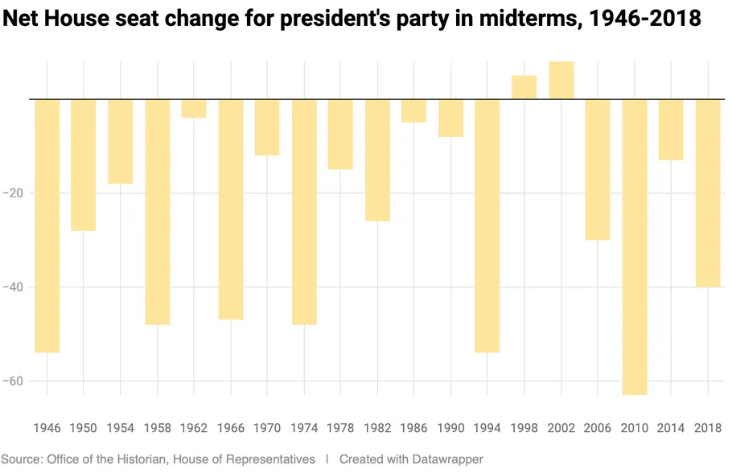 Net House seat change for president's party in midterms, 1946-2018
−20
−40
−60
1946 1950 1954 1958 1962 1966 1970 1974 1978 1982 1986 1990 1994 1998 2002 2006 2010 2014 2018
Source: Office of the Historian, House of Representatives | Created with Datawrapper